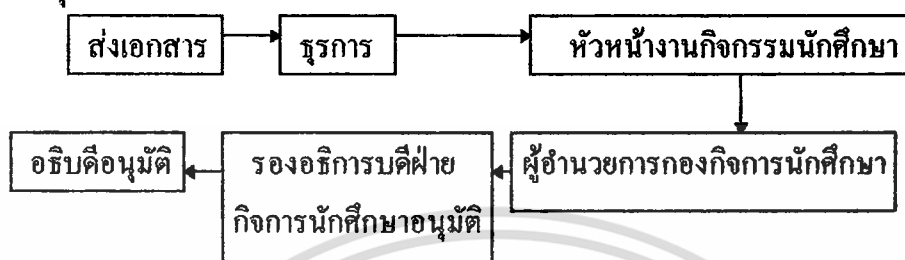 ส่งเอกสาร
ธุรการ
หัวหน้างานกิจกรรมนักศึกษา
ผู้อำนวยการกองกิจการนักศึกษา
รองอธิการบดีฝ่าย
กิจการนักศึกษาอนุมัติ
อธิบดีอนุมัติ